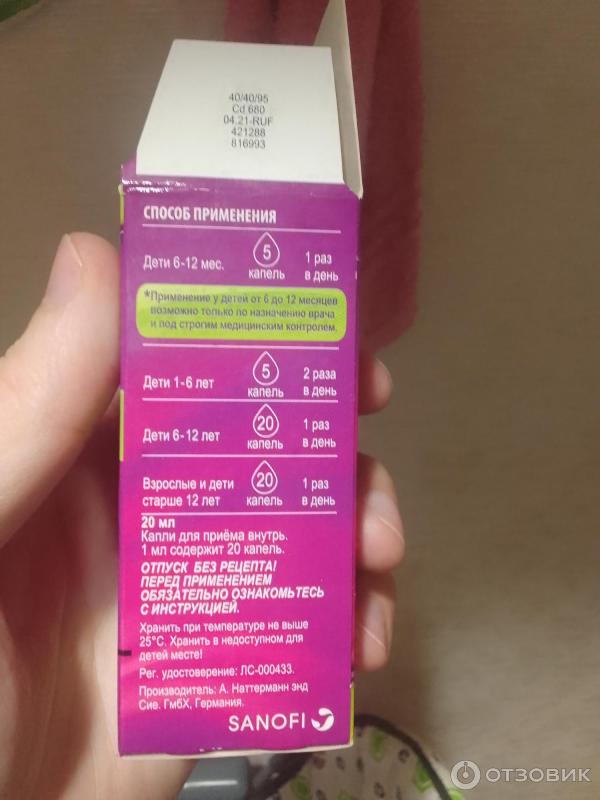 40/40/95
Cd 680
04.21-RUF
421288
816993
СПОСОБ ПРИМЕНЕНИЯ
Дети 6-12 мес. 5 капель 1 раз в день
*Применение у детей от 6 до 12 месяцев
возможно только по назначению врача
и под строгим медицинским контролем.
Дети 1-6 лет 5 капель 2 раза в день
Дети 6-12 лет 20 капель 1 раз в день
Взрослые и дети старше 12 лет 20 капель 1 раз в день
20 мл
Капли для приёма внутрь.
1 мл содержит 20 капель.
ОТПУСК БЕЗ РЕЦЕПТА!
ПЕРЕД ПРИМЕНЕНИЕМ
ОБЯЗАТЕЛЬНО ОЗНАКОМЬТЕСЬ
С ИНСТРУКЦИЕЙ.
Хранить при температуре не выше
25°С. Хранить в недоступном для
детей месте!
Рег. удостоверение: ЛС-000433.
Производитель: А. Наттерманн энд
Сие. ГмбХ, Германия.
SANOFI
ОТЗОВИК